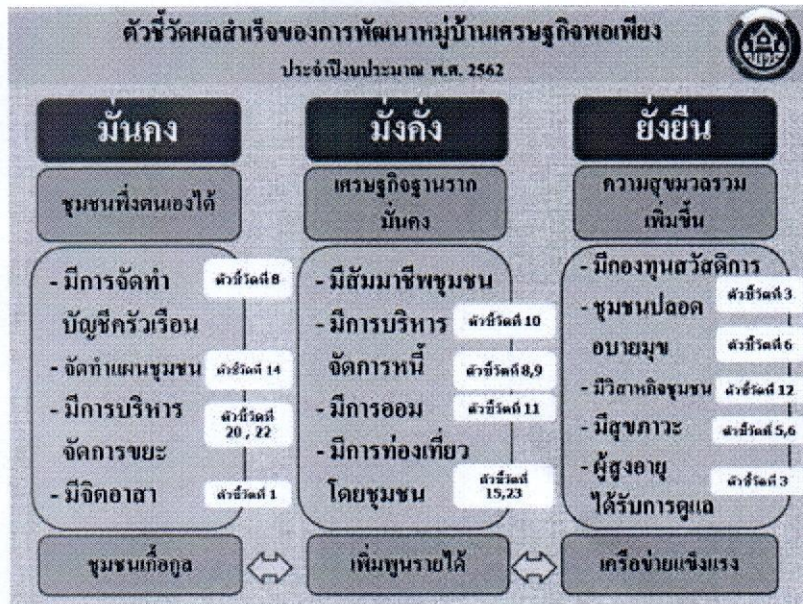 ตัวชี้วัดผลสำเร็จของการพัฒนาหมู่บ้านเศรษฐกิจพอเพียง
ประจำปีงบประมาณ พ.ศ. 2562
มั่นคง
ชุมชนพึ่งตนเองได้
- มีการจัดทำ
บัญชีครัวเรือน
ตัวชี้วัดที่ 8
- จัดทำแผนชุมชน
ตัวชี้วัดที่ 14
- มีการบริหาร
จัดการขยะ
ตัวชี้วัดที่
20 , 22
- มีจิตอาสา
ตัวชี้วัดที่ 1
ชุมชนเกื้อกูล
มั่งคั่ง
เศรษฐกิจฐานราก
มั่นคง
- มีสัมมาชีพชุมชน
- มีการบริหาร
จัดการหนี้
ตัวชี้วัดที่ 10
ตัวชี้วัดที่ 8,9
- มีการออม
ตัวชี้วัดที่ 11
- มีการท่องเที่ยว
โดยชุมชน
ตัวชี้วัดที่
15,23
เพิ่มพูนรายได้
ยั่งยืน
ความสุขมวลรวม
เพิ่มขึ้น
- มีกองทุนสวัสดิการ
ตัวชี้วัดที่ 3
- ชุมชนปลอด
อบายมุข
ตัวชี้วัดที่ 6
- มีวิสาหกิจชุมชน
ตัวชี้วัดที่ 12
- มีสุขภาวะ
ตัวชี้วัดที่ 5,6
- ผู้สูงอายุ
ได้รับการดูแล
ตัวชี้วัดที่ 3
เครือข่ายแข็งแรง